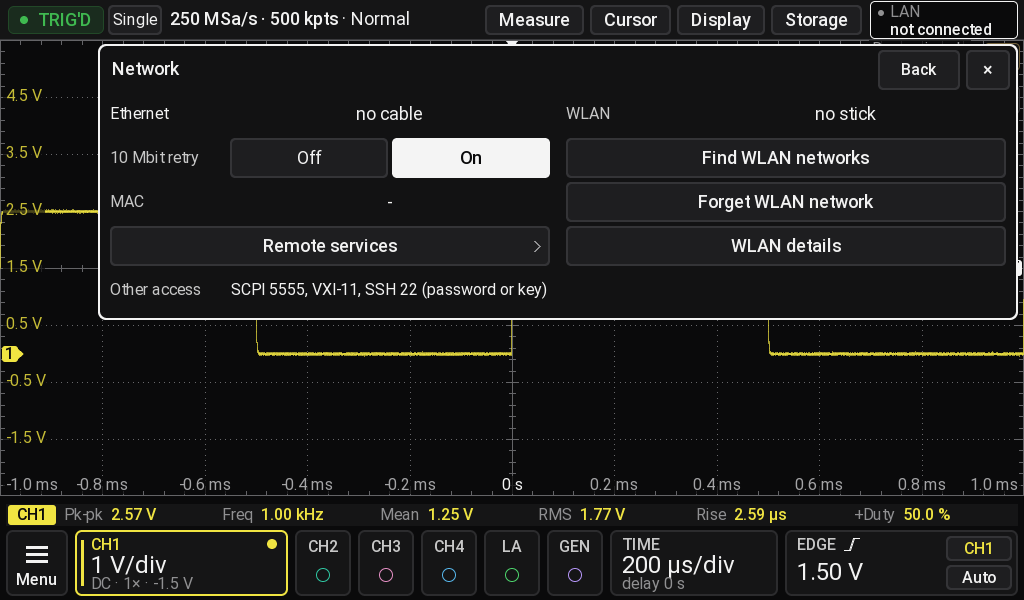 TRIG'D Single 250 MSa/s · 500 kpts · Normal Measure Cursor Display Storage LAN
not connected
Network Back ×
Ethernet no cable WLAN no stick
10 Mbit retry Off On Find WLAN networks
MAC - Forget WLAN network
Remote services WLAN details
Other access SCPI 5555, VXI-11, SSH 22 (password or key)
4.5 V
3.5 V
2.5 V
1.5 V
0.5 V
1
-0.5 V
-1.5 V
-1.0 ms -0.8 ms -0.6 ms -0.4 ms -0.2 ms 0 s 0.2 ms 0.4 ms 0.6 ms 0.8 ms 1.0 ms
CH1 Pk-pk 2.57 V Freq 1.00 kHz Mean 1.25 V RMS 1.77 V Rise 2.59 µs +Duty 50.0 %
Menu
CH1
1 V/div
DC · 1× · -1.5 V
CH2 CH3 CH4 LA GEN
TIME
200 µs/div
delay 0 s
EDGE CH1
1.50 V Auto